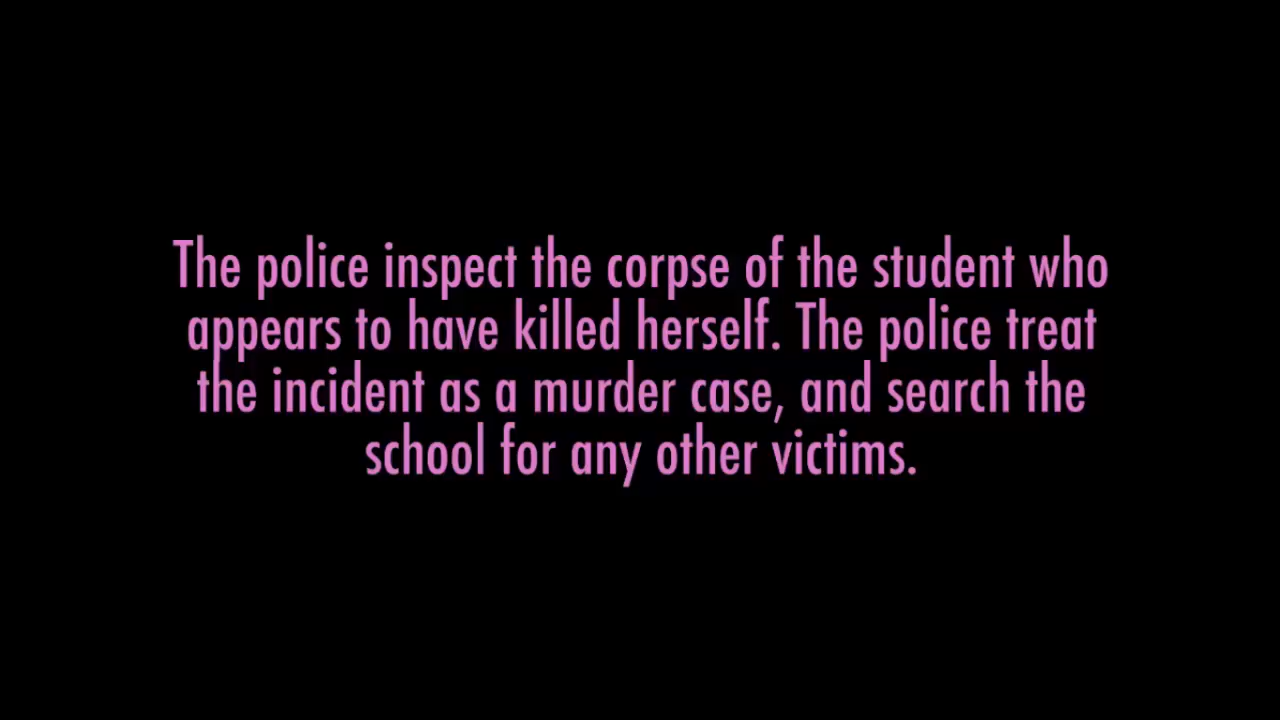 The police inspect the corpse of the student who
appears to have killed herself. The police treat
the incident as a murder case, and search the
school for any other victims.